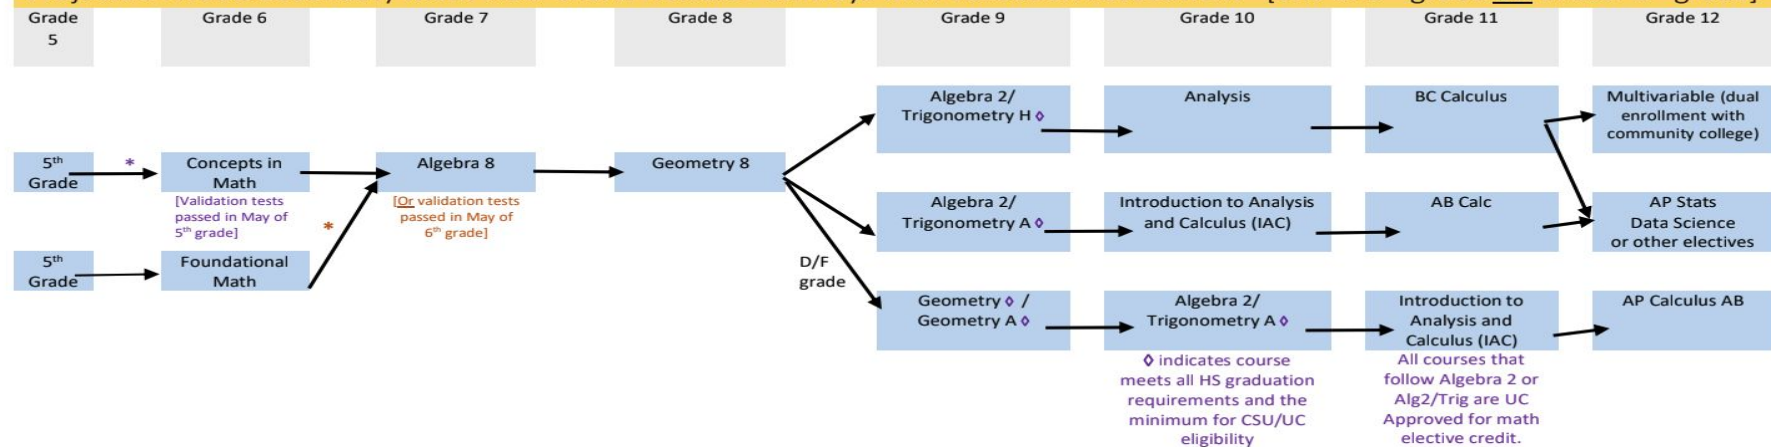 Grade
5
Grade 6
Grade 7
Grade 8
Grade 9
Grade 10
Grade 11
Grade 12
Algebra 2/
Trigonometry H ◊
Analysis
BC Calculus
Multivariable (dual
enrollment with
community college)
5th
Grade
*
Concepts in
Math
[Validation tests
passed in May of
5th grade]
Algebra 8
[Or validation tests
passed in May of
6th grade]
Geometry 8
Algebra 2/
Trigonometry A ◊
Introduction to Analysis
and Calculus (IAC)
AB Calc
AP Stats
Data Science
or other electives
*
5th
Grade
Foundational
Math
D/F
grade
Geometry ◊ /
Geometry A ◊
Algebra 2/
Trigonometry A ◊
Introduction to
Analysis and
Calculus (IAC)
AP Calculus AB
◊ indicates course
meets all HS graduation
requirements and the
minimum for CSU/UC
eligibility
All courses that
follow Algebra 2 or
Alg2/Trig are UC
Approved for math
elective credit.